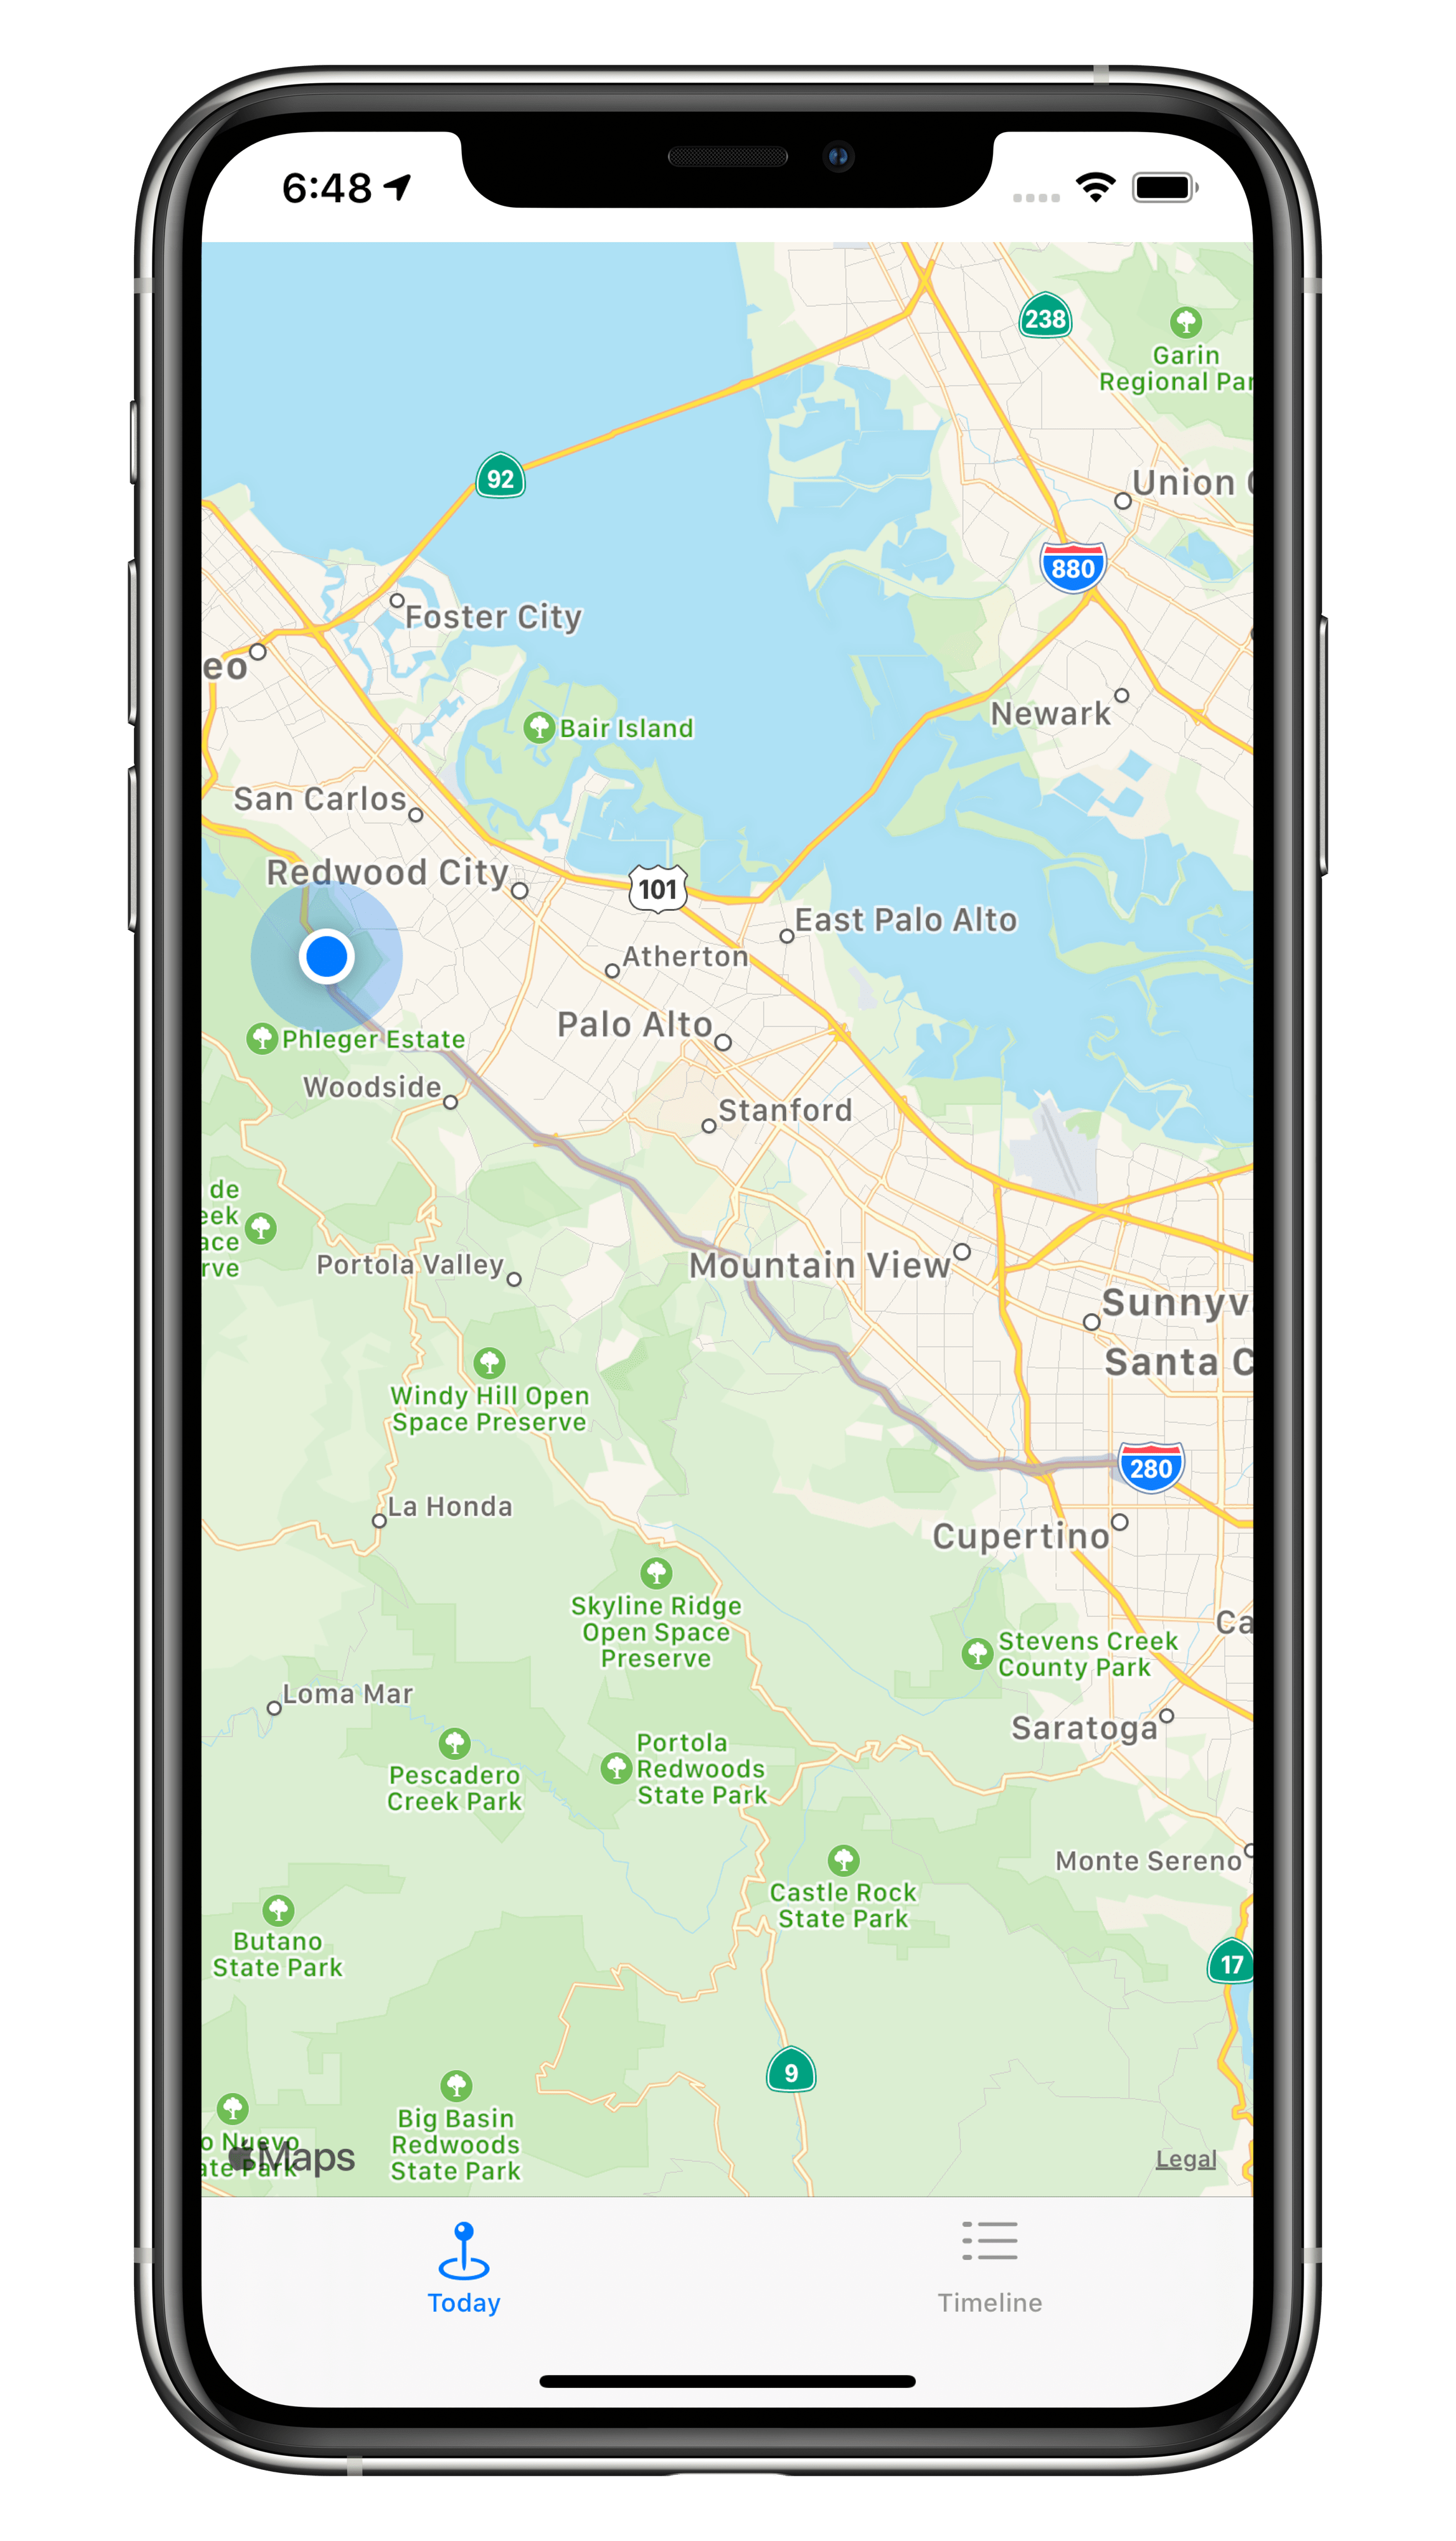 6:48
238
Garin
Regional Par
92
Union
880
Foster City
eo
Newark
Bair Island
San Carlos
Redwood City
101
East Palo Alto
Atherton
Palo Alto
Phleger Estate
Woodside
Stanford
de
eek
ace
rve
Portola Valley
Mountain View
Sunnyv
Santa C
Windy Hill Open
Space Preserve
280
La Honda
Cupertino
Skyline Ridge
Open Space
Preserve
Ca
Stevens Creek
County Park
Loma Mar
Saratoga
Portola
Redwoods
State Park
Pescadero
Creek Park
Monte Sereno
Castle Rock
State Park
Butano
State Park
17
9
Big Basin
Redwoods
State Park
o Nuevo
ate Park
Maps
Legal
Today
Timeline